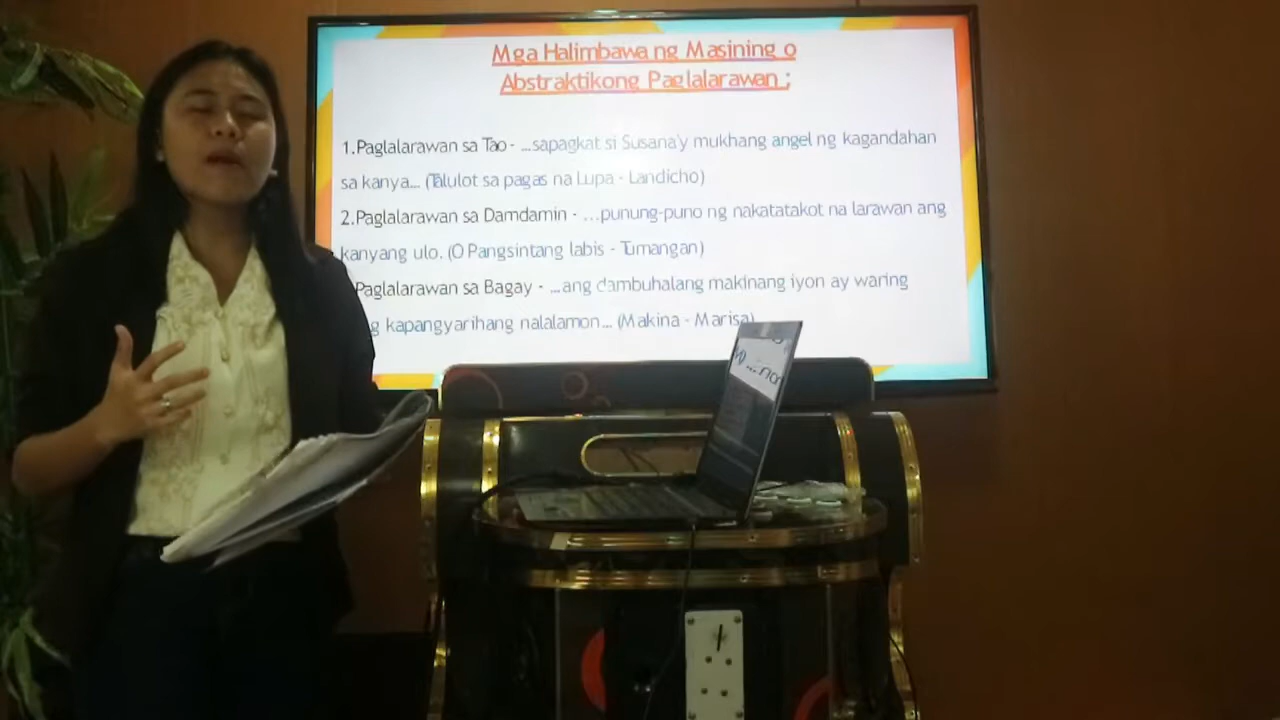 Mga Halimbawa ng Masining o
Abstraktikong Paglalarawan ;
1.Paglalarawan sa Tao - ...sapagkat si Susana'y mukhang angel ng kagandahan
sa kanya... (Talulot sa pagas na Lupa - Landicho)
2.Paglalarawan sa Damdamin - ...punung-puno ng nakatatakot na larawan ang
kanyang ulo. (O Pangsintang labis - Tumangan)
Paglalarawan sa Bagay - ...ang dambuhalang makinang iyon ay waring
g kapangyarihang nalalamon... (Makina - Marisa)